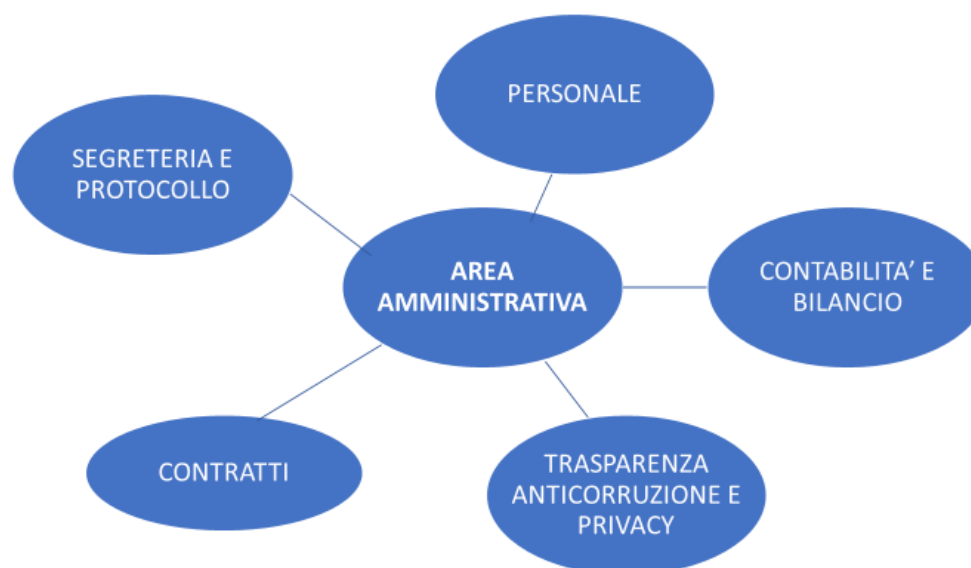 PERSONALE
SEGRETERIA E
PROTOCOLLO
AREA
AMMINISTRATIVA
CONTABILITA’ E
BILANCIO
CONTRATTI
TRASPARENZA
ANTICORRUZIONE E
PRIVACY